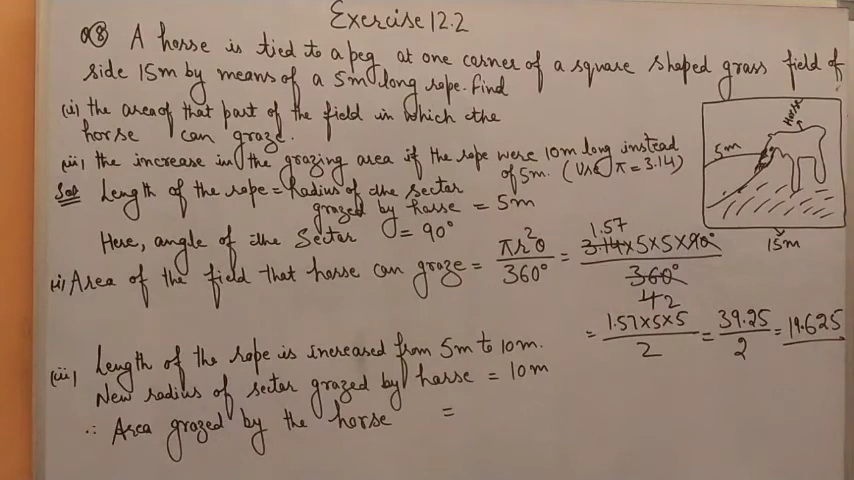 Exercise 12.2
Q8 A horse is tied to a peg at one corner of a square shaped grass field of
side 15m by means of a 5m long rope. Find
(i) the area of that part of the field in which the
horse can graze.
(ii) the increase in the grazing area if the rope were 10m long instead
of 5m. (Use π = 3.14)
Horse
5m
15m
Sol Length of the rope = Radius of the sector
grazed by horse = 5m
Here, angle of the Sector = 90°
(i) Area of the field that horse can graze = πr²θ/360° = 3.14×5×5×90°/360°
1.57
4 2
= 1.57×5×5/2 = 39.25/2 = 19.625
(ii) Length of the rope is increased from 5m to 10m.
New radius of sector grazed by horse = 10m
∴ Area grazed by the horse =